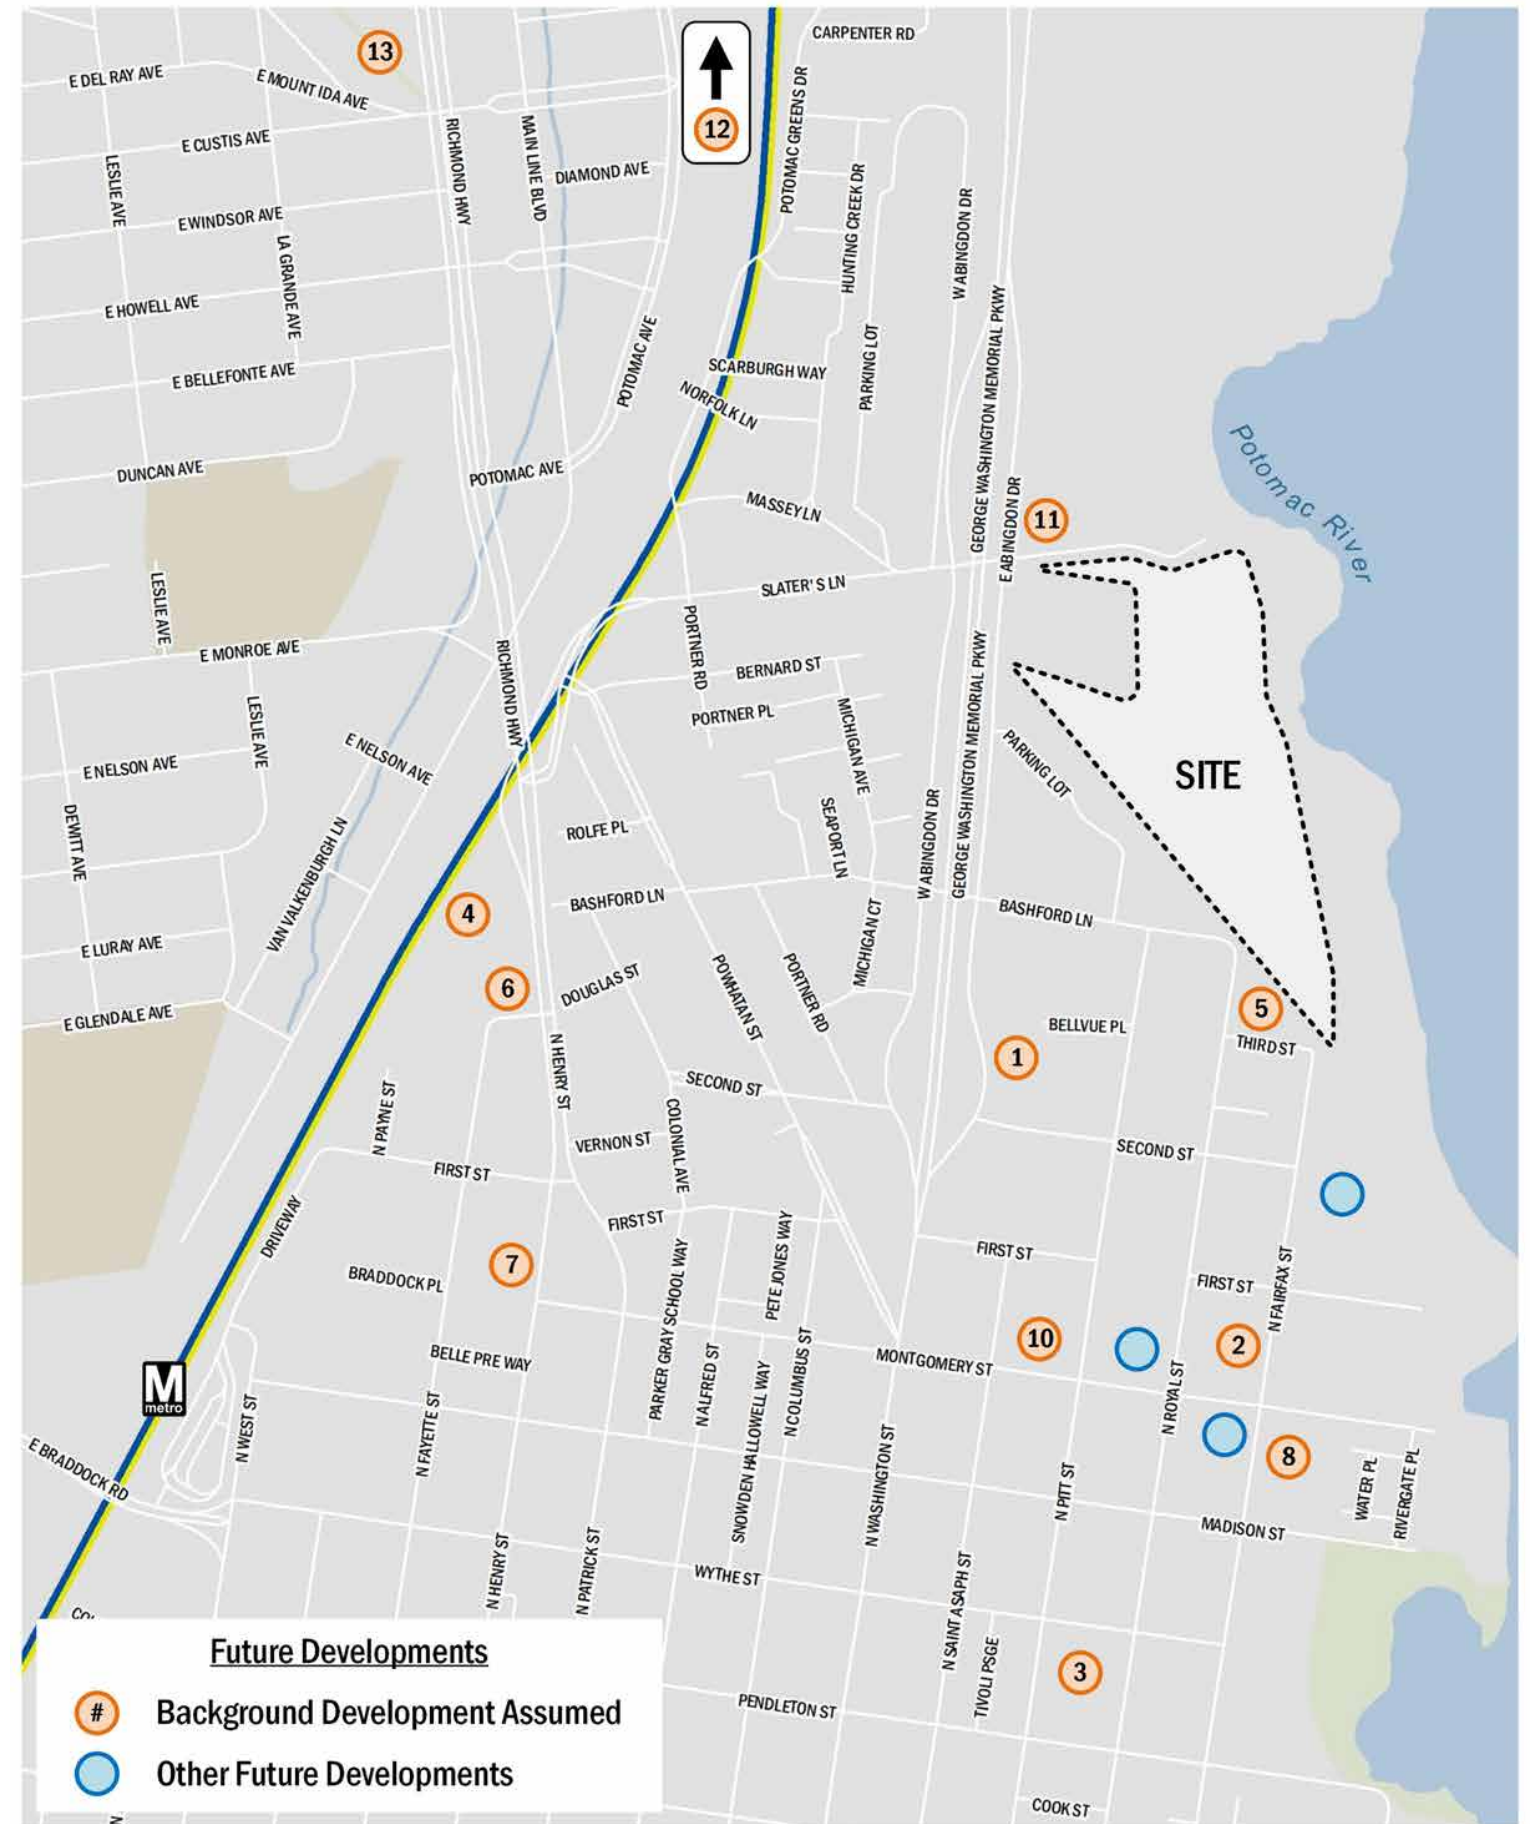 CARPENTER RD
13
E DEL RAY AVE
E MOUNT IDA AVE
12
POTOMAC GREENS DR
E CUSTIS AVE
RICHMOND HWY
MAIN LINE BLVD
DIAMOND AVE
LESLIE AVE
E WINDSOR AVE
LA GRANDE AVE
HUNTING CREEK DR
W ABINGDON DR
E HOWELL AVE
GEORGE WASHINGTON MEMORIAL PKWY
POTOMAC AVE
PARKING LOT
E BELLEFONTE AVE
SCARBURGH WAY
NORFOLK LN
Potomac River
DUNCAN AVE
POTOMAC AVE
MASSEY LN
E ABINGDON DR
11
LESLIE AVE
SLATER'S LN
PORTNER RD
E MONROE AVE
RICHMOND HWY
BERNARD ST
GEORGE WASHINGTON MEMORIAL PKWY
PORTNER PL
MICHIGAN AVE
LESLIE AVE
E NELSON AVE
E NELSON AVE
PARKING LOT
SITE
DEWITT AVE
ROLFE PL
SEAPORT LN
W ABINGDON DR
VAN VALKENBURGH LN
4
BASHFORD LN
BASHFORD LN
E LURAY AVE
MICHIGAN CT
6
DOUGLAS ST
POWHATAN ST
PORTNER RD
E GLENDALE AVE
5
BELLVUE PL
THIRD ST
1
N HENRY ST
SECOND ST
N PAYNE ST
COLONIAL AVE
VERNON ST
SECOND ST
FIRST ST
DRIVEWAY
FIRST ST
PETE JONES WAY
FIRST ST
7
BRADDOCK PL
PARKER GRAY SCHOOL WAY
FIRST ST
N FAIRFAX ST
10
2
BELLE PRE WAY
MONTGOMERY ST
M
metro
N ALFRED ST
N COLUMBUS ST
N ROYAL ST
N WEST ST
N FAYETTE ST
SNOWDEN HALLOWELL WAY
8
E BRADDOCK RD
N WASHINGTON ST
N PITT ST
WATER PL
RIVERGATE PL
MADISON ST
N HENRY ST
N PATRICK ST
WYTHE ST
N SAINT ASAPH ST
TIVOLI PSGE
3
PENDLETON ST
COOK ST
Future Developments
# Background Development Assumed
Other Future Developments